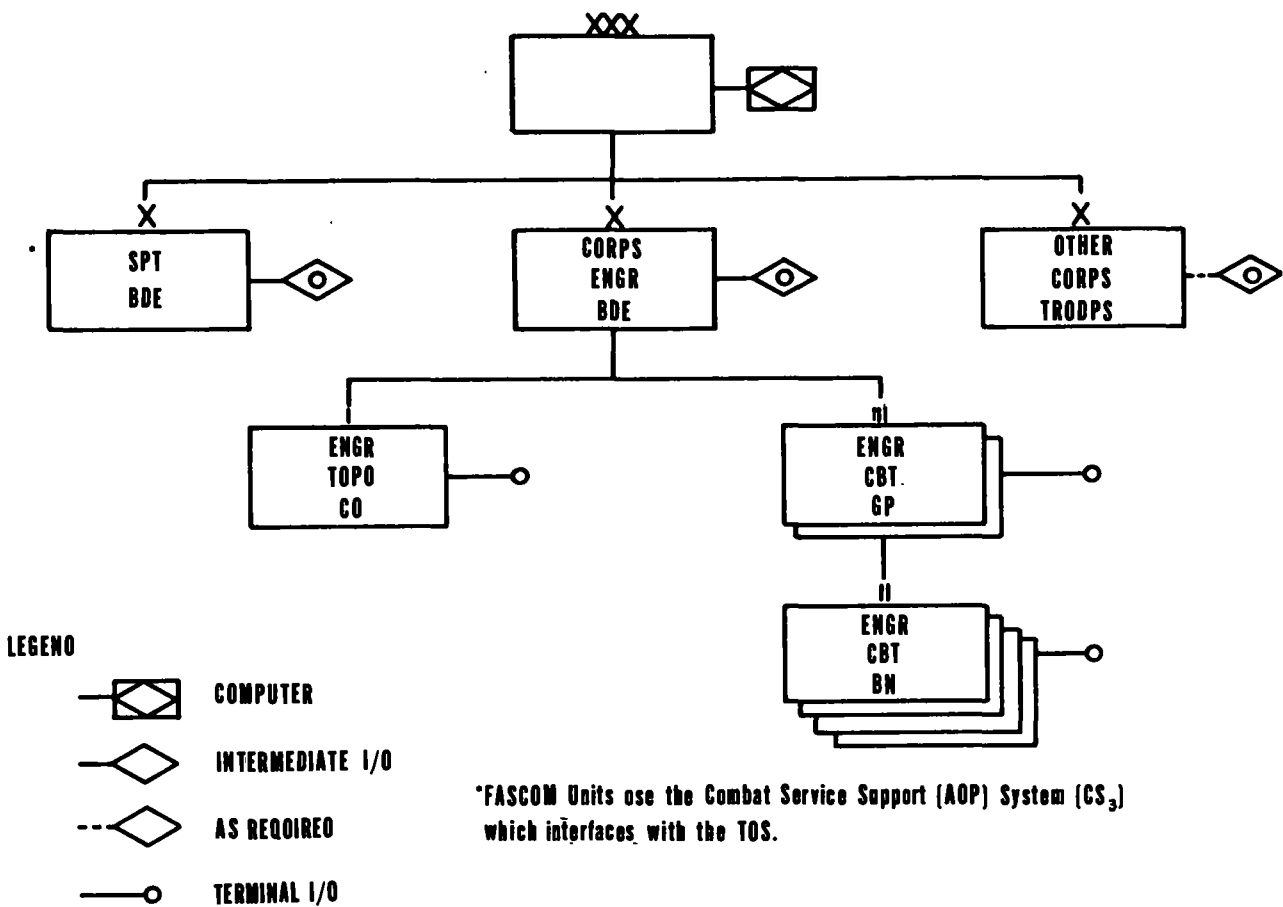 XXX
X
X
X
SPT
BDE
CORPS
ENGR
BDE
OTHER
CORPS
TRODPS
I
III
ENGR
TOPO
CO
ENGR
CBT.
GP
II
ENGR
CBT
BN
LEGENO
COMPUTER
INTERMEDIATE I/O
AS REQOIREO
TERMINAL I/O
*FASCOM Units ose the Combat Service Sapport (AOP) System (CS₃)
which interfaces with the TOS.